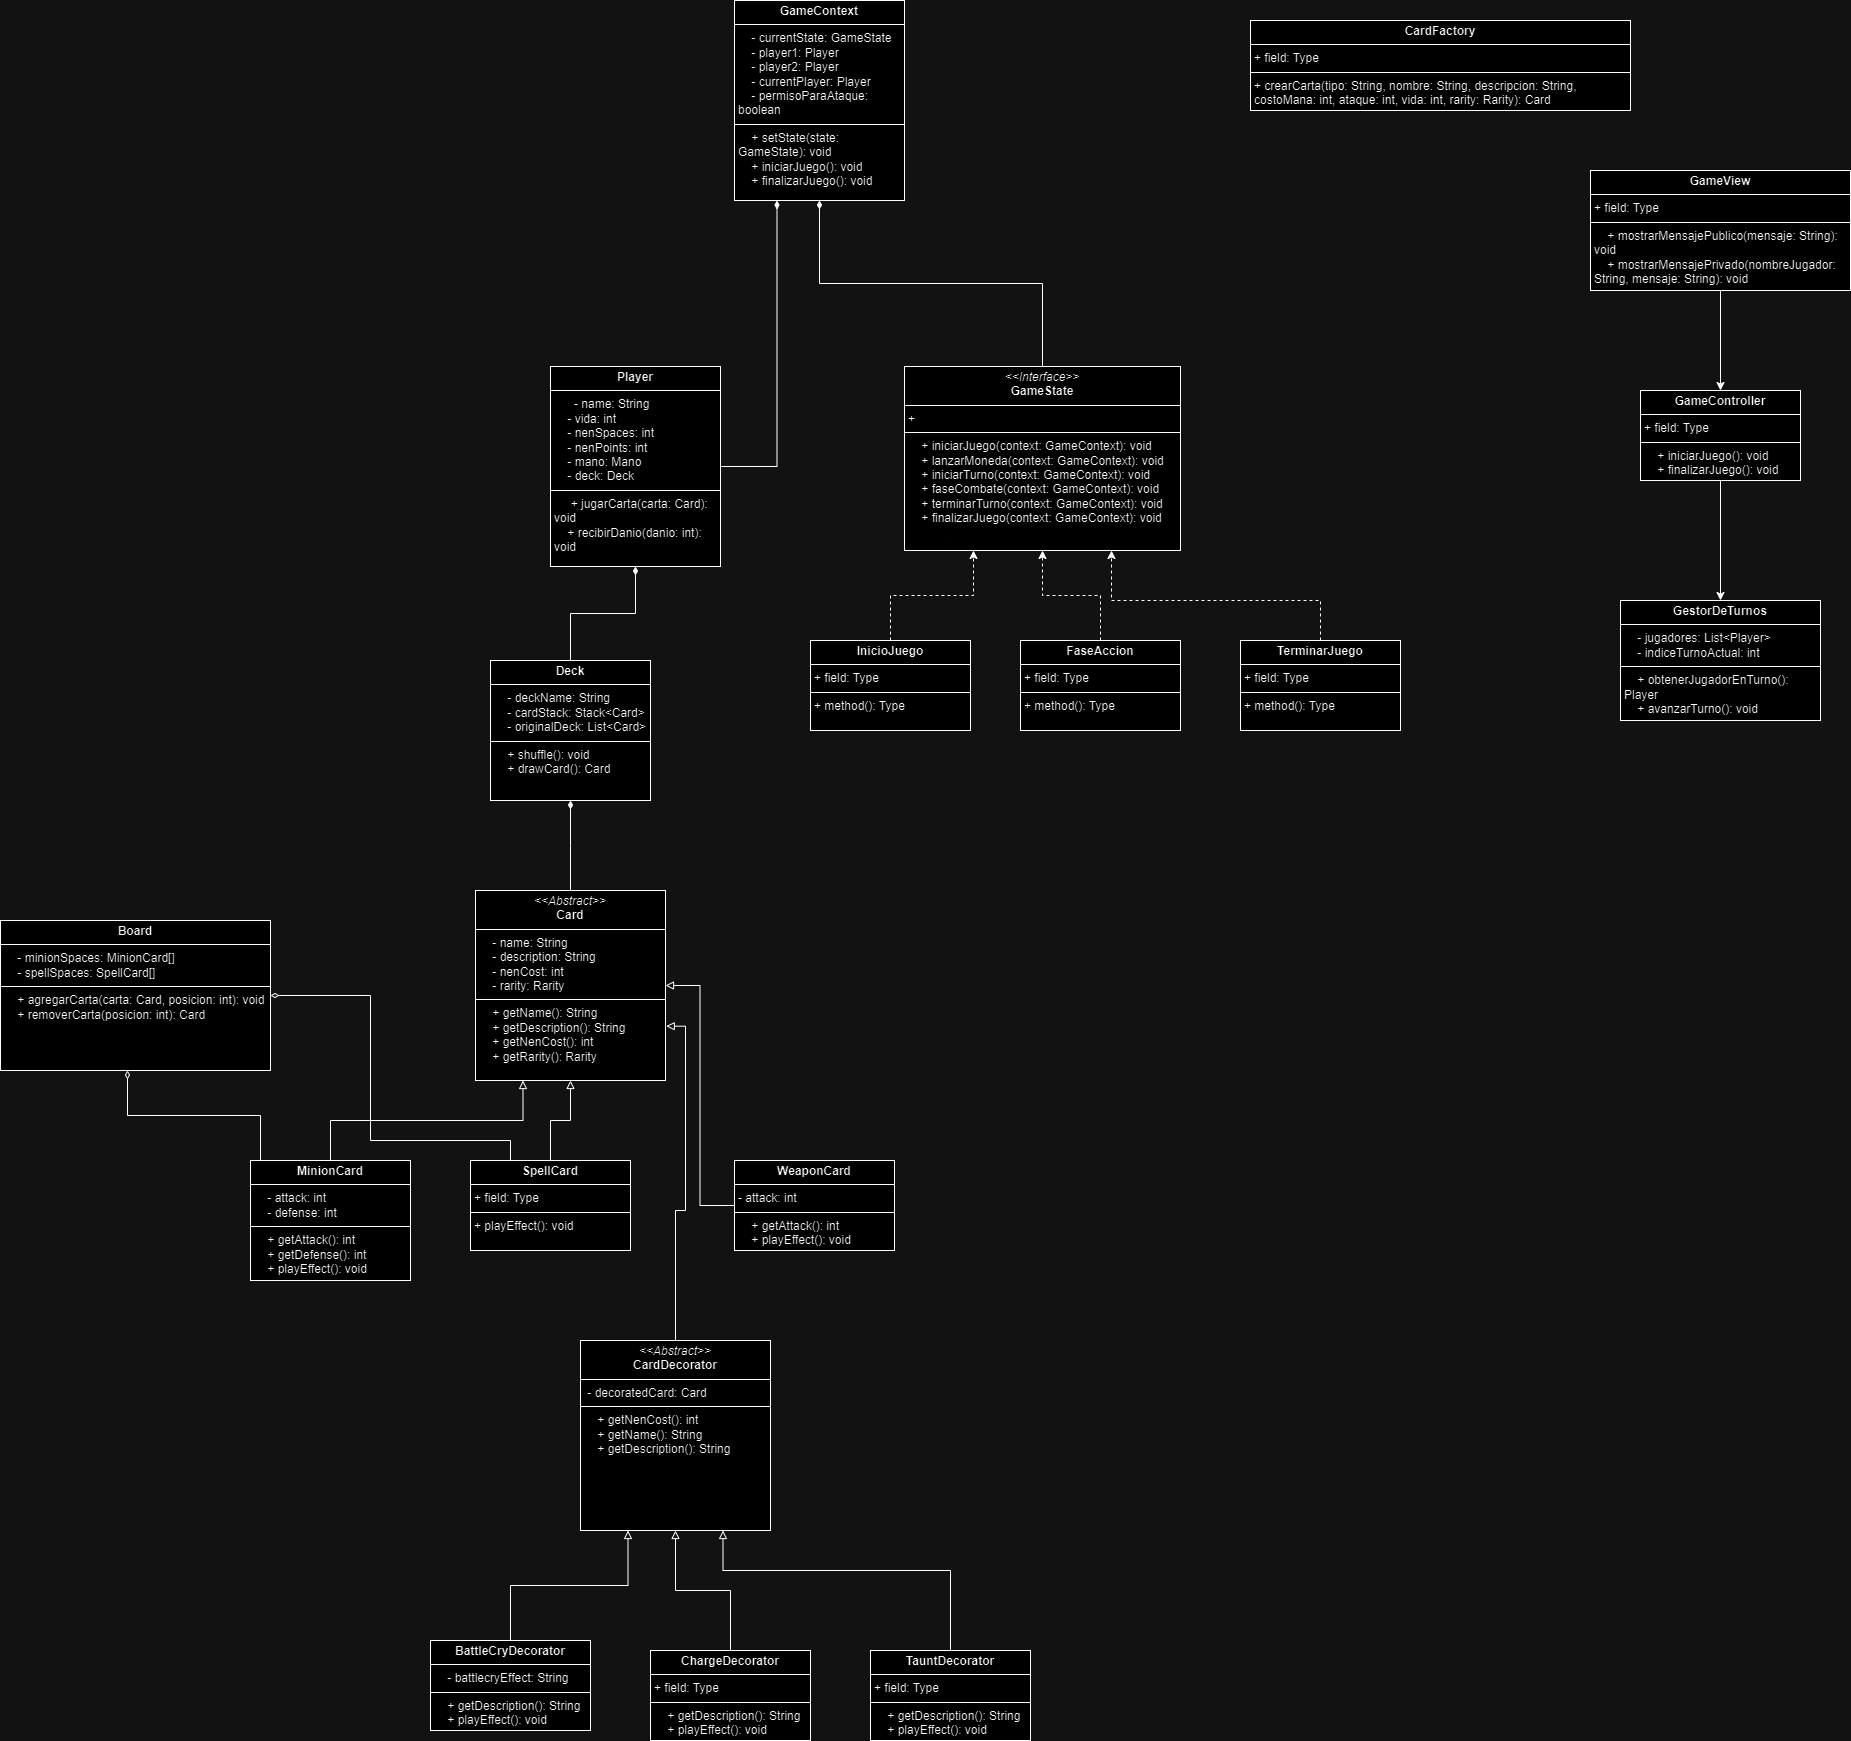 GameContext
- currentState: GameState
- player1: Player
- player2: Player
- currentPlayer: Player
- permisoParaAtaque:
boolean
+ setState(state:
GameState): void
+ iniciarJuego(): void
+ finalizarJuego(): void
CardFactory
+ field: Type
+ crearCarta(tipo: String, nombre: String, descripcion: String,
costoMana: int, ataque: int, vida: int, rarity: Rarity): Card
GameView
+ field: Type
+ mostrarMensajePublico(mensaje: String):
void
+ mostrarMensajePrivado(nombreJugador:
String, mensaje: String): void
Player
- name: String
- vida: int
- nenSpaces: int
- nenPoints: int
- mano: Mano
- deck: Deck
+ jugarCarta(carta: Card):
void
+ recibirDanio(danio: int):
void
<<Interface>>
GameState
+
+ iniciarJuego(context: GameContext): void
+ lanzarMoneda(context: GameContext): void
+ iniciarTurno(context: GameContext): void
+ faseCombate(context: GameContext): void
+ terminarTurno(context: GameContext): void
+ finalizarJuego(context: GameContext): void
GameController
+ field: Type
+ iniciarJuego(): void
+ finalizarJuego(): void
GestorDeTurnos
- jugadores: List<Player>
- indiceTurnoActual: int
+ obtenerJugadorEnTurno():
Player
+ avanzarTurno(): void
InicioJuego
+ field: Type
+ method(): Type
FaseAccion
+ field: Type
+ method(): Type
TerminarJuego
+ field: Type
+ method(): Type
Deck
- deckName: String
- cardStack: Stack<Card>
- originalDeck: List<Card>
+ shuffle(): void
+ drawCard(): Card
<<Abstract>>
Card
- name: String
- description: String
- nenCost: int
- rarity: Rarity
+ getName(): String
+ getDescription(): String
+ getNenCost(): int
+ getRarity(): Rarity
Board
- minionSpaces: MinionCard[]
- spellSpaces: SpellCard[]
+ agregarCarta(carta: Card, posicion: int): void
+ removerCarta(posicion: int): Card
MinionCard
- attack: int
- defense: int
+ getAttack(): int
+ getDefense(): int
+ playEffect(): void
SpellCard
+ field: Type
+ playEffect(): void
WeaponCard
- attack: int
+ getAttack(): int
+ playEffect(): void
<<Abstract>>
CardDecorator
- decoratedCard: Card
+ getNenCost(): int
+ getName(): String
+ getDescription(): String
BattleCryDecorator
- battlecryEffect: String
+ getDescription(): String
+ playEffect(): void
ChargeDecorator
+ field: Type
+ getDescription(): String
+ playEffect(): void
TauntDecorator
+ field: Type
+ getDescription(): String
+ playEffect(): void